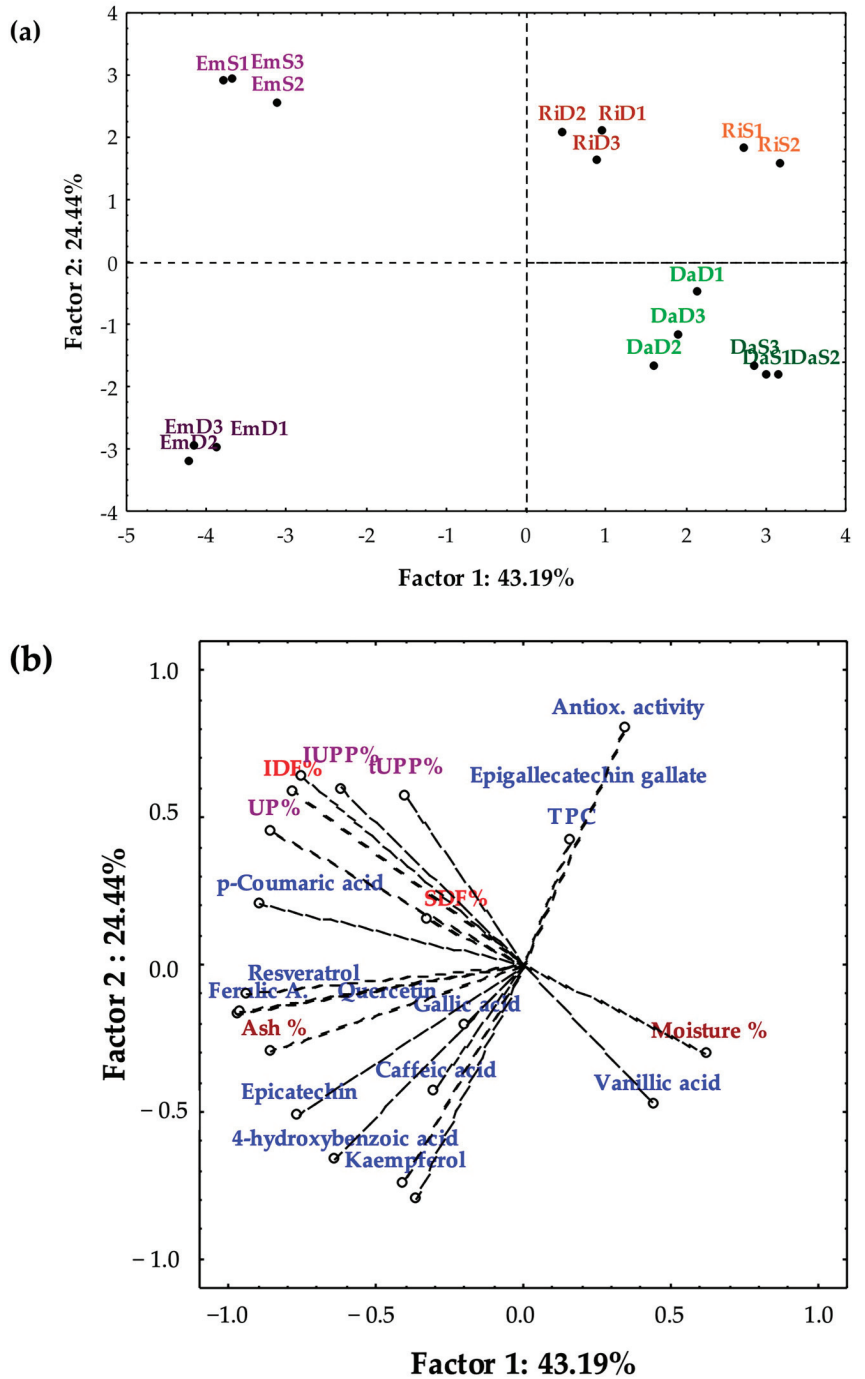 (a)
4
3
2
1
0
-1
-2
-3
-4
Factor 2: 24.44%
EmS1 EmS3
EmS2
RiD2 RiD1
RiD3
RiS1
RiS2
DaD1
DaD3
DaD2
DaS3
DaS1 DaS2
EmD3 EmD1
EmD2
-5 -4 -3 -2 -1 0 1 2 3 4
Factor 1: 43.19%
(b)
1.0
0.5
0.0
-0.5
-1.0
Factor 2 : 24.44%
Antiox. activity
IUPP%
tUPP%
IDF%
Epigallecatechin gallate
UP%
TPC
p-Coumaric acid
SDF%
Resveratrol
Ferulic A. Quercetin
Gallic acid
Ash %
Moisture %
Caffeic acid
Vanillic acid
Epicatechin
4-hydroxybenzoic acid
Kaempferol
-1.0 -0.5 0.0 0.5 1.0
Factor 1: 43.19%